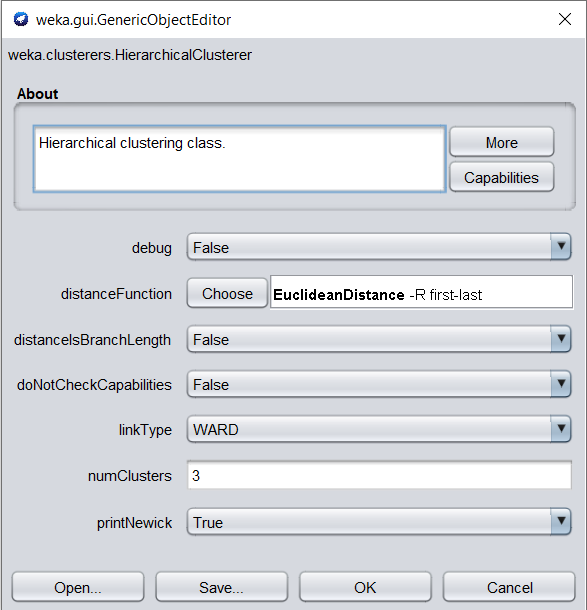 weka.gui.GenericObjectEditor
weka.clusterers.HierarchicalClusterer
About
Hierarchical clustering class.
More
Capabilities
debug False
distanceFunction Choose EuclideanDistance -R first-last
distanceIsBranchLength False
doNotCheckCapabilities False
linkType WARD
numClusters 3
printNewick True
Open... Save... OK Cancel